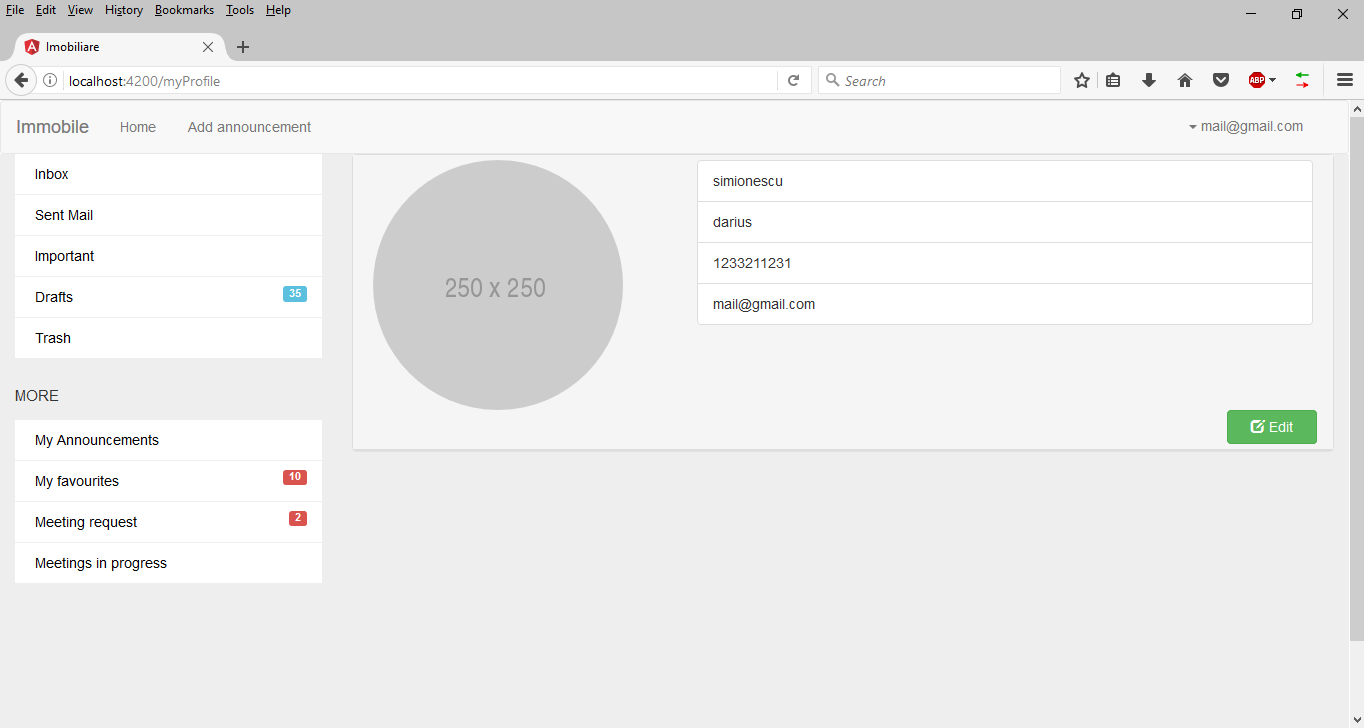 File Edit View History Bookmarks Tools Help
Imobiliare
localhost:4200/myProfile
Search
ABP
Immobile Home Add announcement mail@gmail.com
Inbox
Sent Mail
Important
Drafts 35
Trash
MORE
My Announcements
My favourites 10
Meeting request 2
Meetings in progress
250 x 250
simionescu
darius
1233211231
mail@gmail.com
Edit